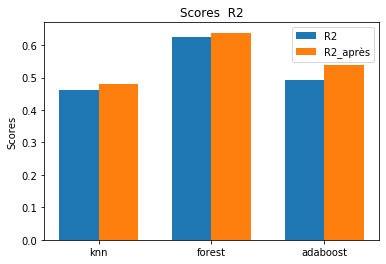 Scores R2
R2
R2_après
Scores
0.6
0.5
0.4
0.3
0.2
0.1
0.0
knn forest adaboost